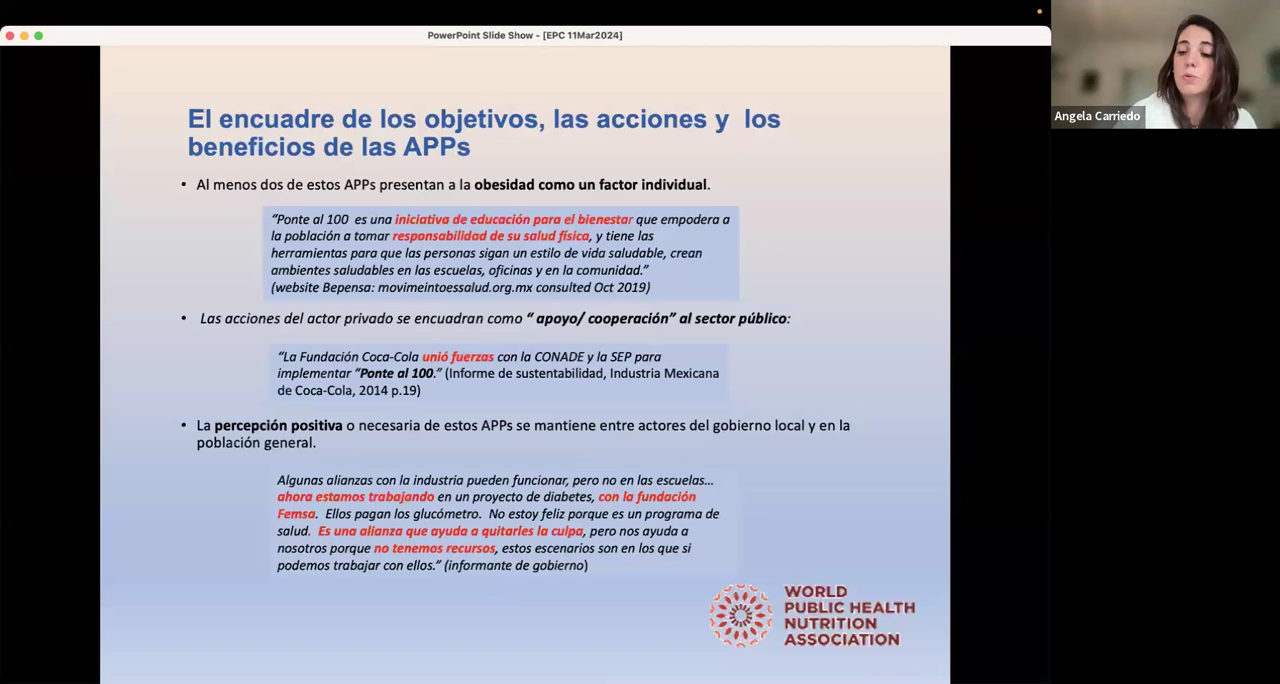 PowerPoint Slide Show - [EPC 11Mar2024]
Angela Carriedo
El encuadre de los objetivos, las acciones y los
beneficios de las APPs
• Al menos dos de estos APPs presentan a la obesidad como un factor individual.
“Ponte al 100 es una iniciativa de educación para el bienestar que empodera a
la población a tomar responsabilidad de su salud física, y tiene las
herramientas para que las personas sigan un estilo de vida saludable, crean
ambientes saludables en las escuelas, oficinas y en la comunidad.”
(website Bepensa: movimeintoessalud.org.mx consulted Oct 2019)
• Las acciones del actor privado se encuadran como “ apoyo/ cooperación” al sector público:
“La Fundación Coca-Cola unió fuerzas con la CONADE y la SEP para
implementar “Ponte al 100.” (Informe de sustentabilidad, Industria Mexicana
de Coca-Cola, 2014 p.19)
• La percepción positiva o necesaria de estos APPs se mantiene entre actores del gobierno local y en la
población general.
Algunas alianzas con la industria pueden funcionar, pero no en las escuelas…
ahora estamos trabajando en un proyecto de diabetes, con la fundación
Femsa. Ellos pagan los glucómetro. No estoy feliz porque es un programa de
salud. Es una alianza que ayuda a quitarles la culpa, pero nos ayuda a
nosotros porque no tenemos recursos, estos escenarios son en los que si
podemos trabajar con ellos.” (informante de gobierno)
WORLD
PUBLIC HEALTH
NUTRITION
ASSOCIATION